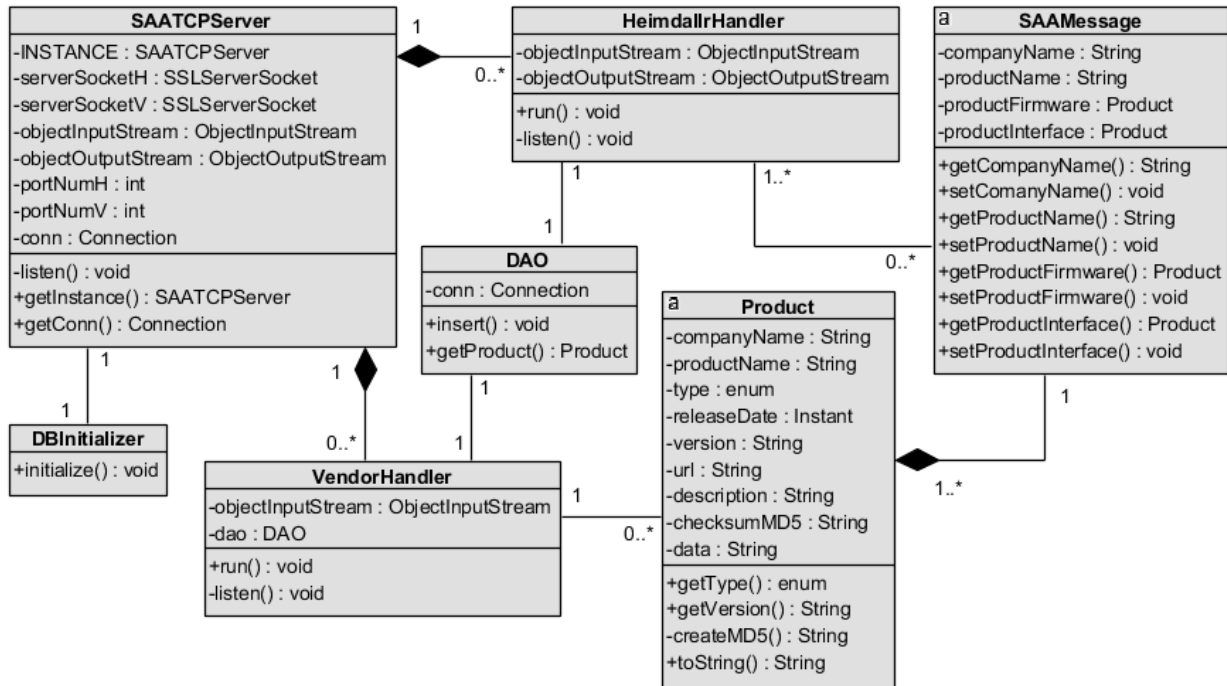 SAATCPServer
-INSTANCE : SAATCPServer
-serverSocketH : SSLServerSocket
-serverSocketV : SSLServerSocket
-objectInputStream : ObjectInputStream
-objectOutputStream : ObjectOutputStream
-portNumH : int
-portNumV : int
-conn : Connection
-listen() : void
+getInstance() : SAATCPServer
+getConn() : Connection
1
0..*
HeimdallrHandler
-objectInputStream : ObjectInputStream
-objectOutputStream : ObjectOutputStream
+run() : void
-listen() : void
1
1..*
0..*
a
SAAMessage
-companyName : String
-productName : String
-productFirmware : Product
-productInterface : Product
+getCompanyName() : String
+setComanyName() : void
+getProductName() : String
+setProductName() : void
+getProductFirmware() : Product
+setProductFirmware() : void
+getProductInterface() : Product
+setProductInterface() : void
1
1..*
1
DAO
-conn : Connection
+insert() : void
+getProduct() : Product
1
1
1
1
DBInitializer
+initialize() : void
1
0..*
VendorHandler
-objectInputStream : ObjectInputStream
-dao : DAO
+run() : void
-listen() : void
1
0..*
a
Product
-companyName : String
-productName : String
-type : enum
-releaseDate : Instant
-version : String
-url : String
-description : String
-checksumMD5 : String
-data : String
+getType() : enum
+getVersion() : String
-createMD5() : String
+toString() : String